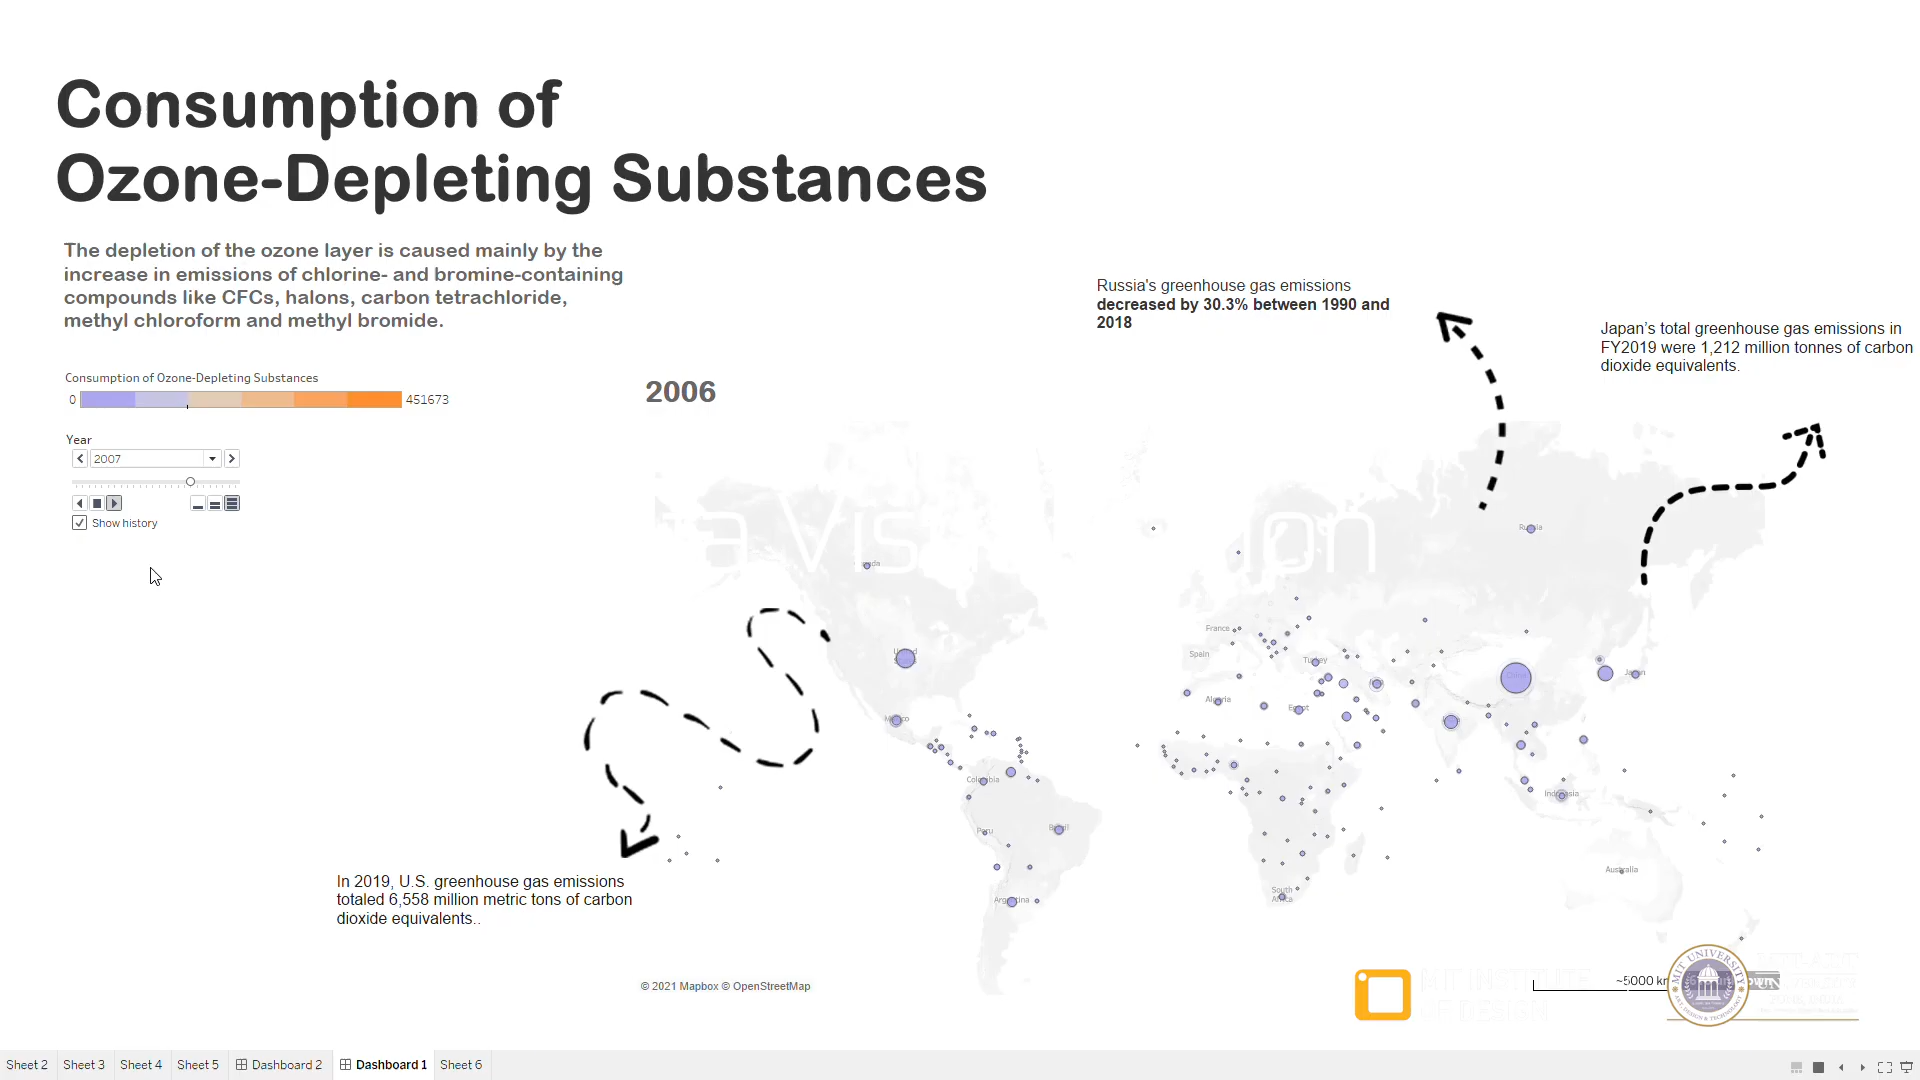 Consumption of
Ozone-Depleting Substances
The depletion of the ozone layer is caused mainly by the
increase in emissions of chlorine- and bromine-containing
compounds like CFCs, halons, carbon tetrachloride,
methyl chloroform and methyl bromide.
Russia's greenhouse gas emissions
decreased by 30.3% between 1990 and
2018
Japan’s total greenhouse gas emissions in
FY2019 were 1,212 million tonnes of carbon
dioxide equivalents.
Consumption of Ozone-Depleting Substances
0
451673
2006
Year
2007
Show history
Russia
France
Spain
Turkey
Algeria
Egypt
Japan
Mexico
Colombia
Peru
Brazil
Argentina
South
Africa
Indonesia
Australia
In 2019, U.S. greenhouse gas emissions
totaled 6,558 million metric tons of carbon
dioxide equivalents..
© 2021 Mapbox © OpenStreetMap
MIT INSTITUTE
OF DESIGN
~5000 km
MIT UNIVERSITY
Sheet 2
Sheet 3
Sheet 4
Sheet 5
Dashboard 2
Dashboard 1
Sheet 6